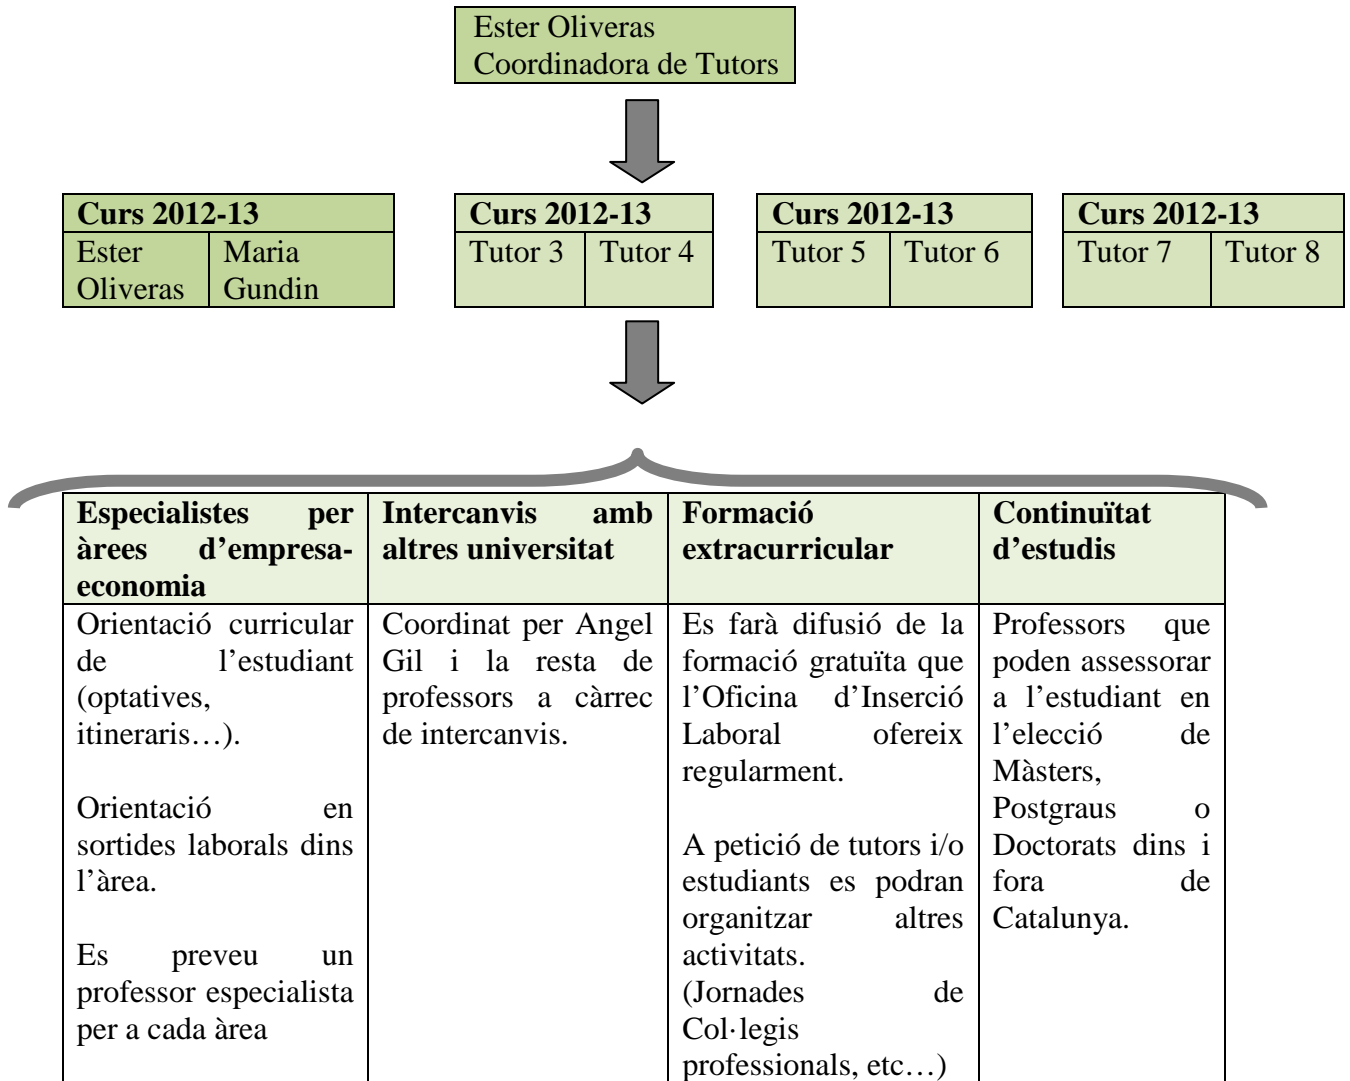 Ester Oliveras
Coordinadora de Tutors
Curs 2012-13
Ester
Oliveras
Maria
Gundin
Curs 2012-13
Tutor 3
Tutor 4
Curs 2012-13
Tutor 5
Tutor 6
Curs 2012-13
Tutor 7
Tutor 8
Especialistes per
àrees d’empresa-
economia
Orientació curricular
de l’estudiant
(optatives,
itineraris…).
Orientació en
sortides laborals dins
l’àrea.
Es preveu un
professor especialista
per a cada àrea
Intercanvis amb
altres universitat
Coordinat per Angel
Gil i la resta de
professors a càrrec
de intercanvis.
Formació
extracurricular
Es farà difusió de la
formació gratuïta que
l’Oficina d’Inserció
Laboral ofereix
regularment.
A petició de tutors i/o
estudiants es podran
organitzar altres
activitats.
(Jornades de
Col·legis
professionals, etc…)
Continuïtat
d’estudis
Professors que
poden assessorar
a l’estudiant en
l’elecció de
Màsters,
Postgraus o
Doctorats dins i
fora de
Catalunya.